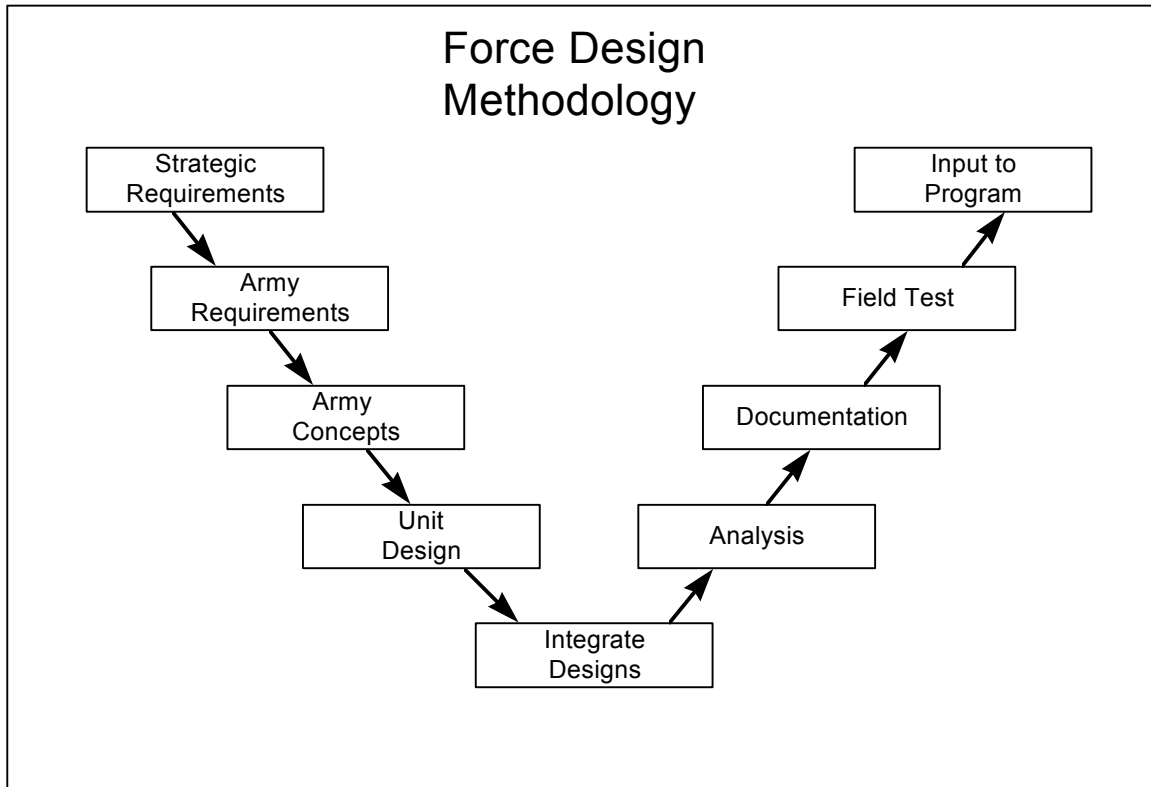 Force Design
Methodology
Strategic
Requirements
Army
Requirements
Army
Concepts
Unit
Design
Integrate
Designs
Analysis
Documentation
Field Test
Input to
Program